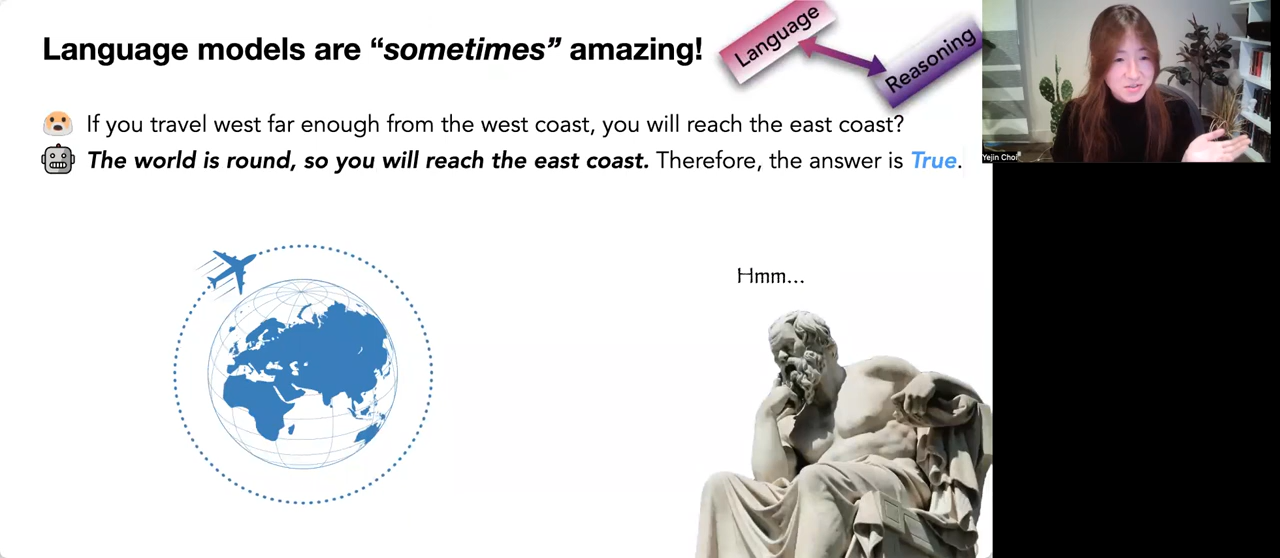 Language models are “sometimes” amazing!
Language
Reasoning
If you travel west far enough from the west coast, you will reach the east coast?
The world is round, so you will reach the east coast. Therefore, the answer is True.
Hmm...
Yejin Choi